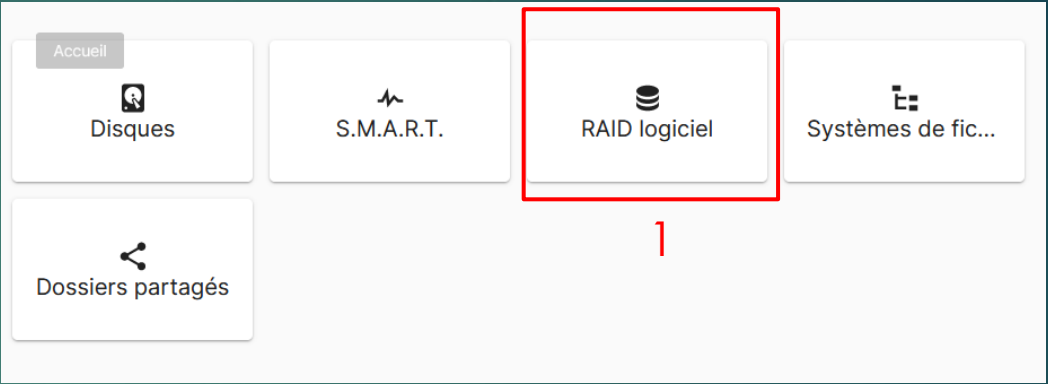 Accueil
Disques
S.M.A.R.T.
RAID logiciel
Systèmes de fic...
1
Dossiers partagés